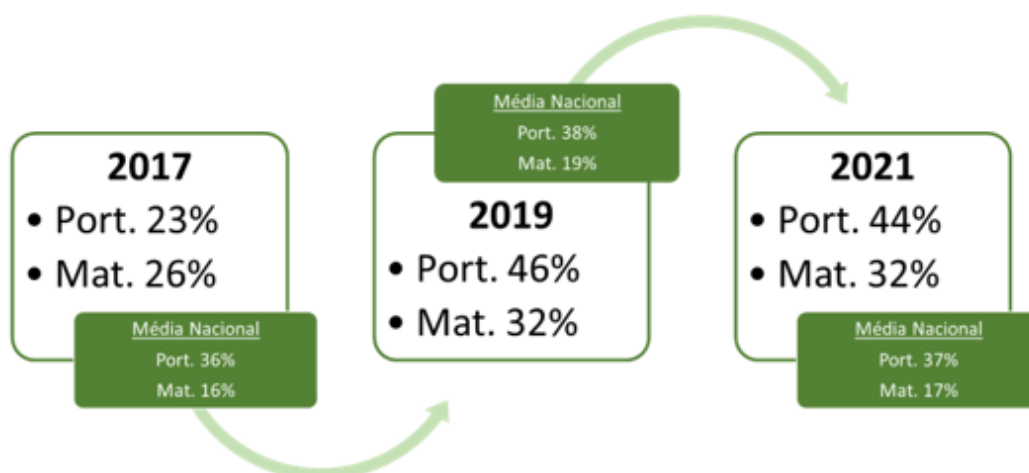 2017
• Port. 23%
• Mat. 26%
Média Nacional
Port. 36%
Mat. 16%
Média Nacional
Port. 38%
Mat. 19%
2019
• Port. 46%
• Mat. 32%
2021
• Port. 44%
• Mat. 32%
Média Nacional
Port. 37%
Mat. 17%